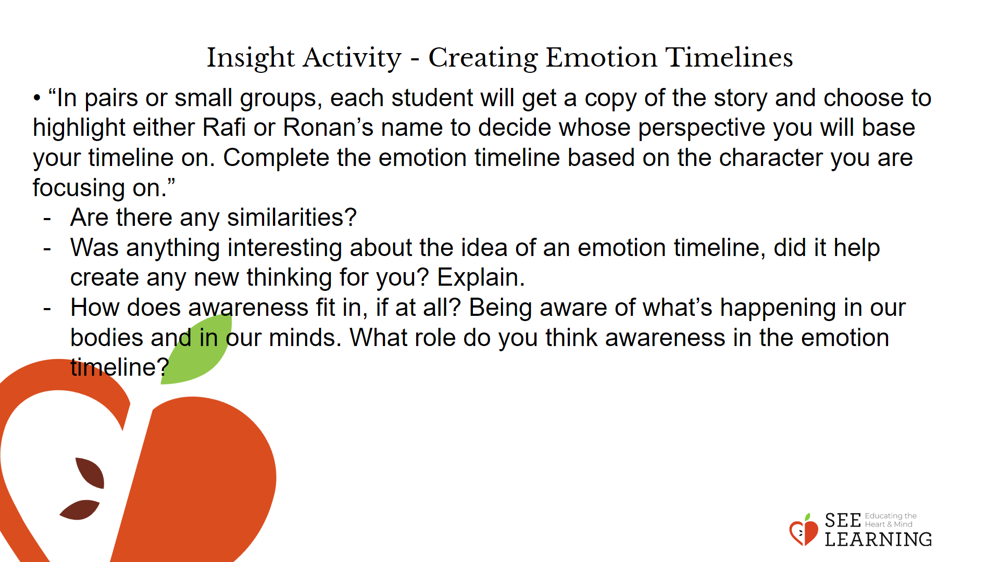 Insight Activity - Creating Emotion Timelines
• “In pairs or small groups, each student will get a copy of the story and choose to
highlight either Rafi or Ronan’s name to decide whose perspective you will base
your timeline on. Complete the emotion timeline based on the character you are
focusing on.”
- Are there any similarities?
- Was anything interesting about the idea of an emotion timeline, did it help
create any new thinking for you? Explain.
- How does awareness fit in, if at all? Being aware of what’s happening in our
bodies and in our minds. What role do you think awareness in the emotion
timeline?
SEE Educating the
Heart & Mind
LEARNING